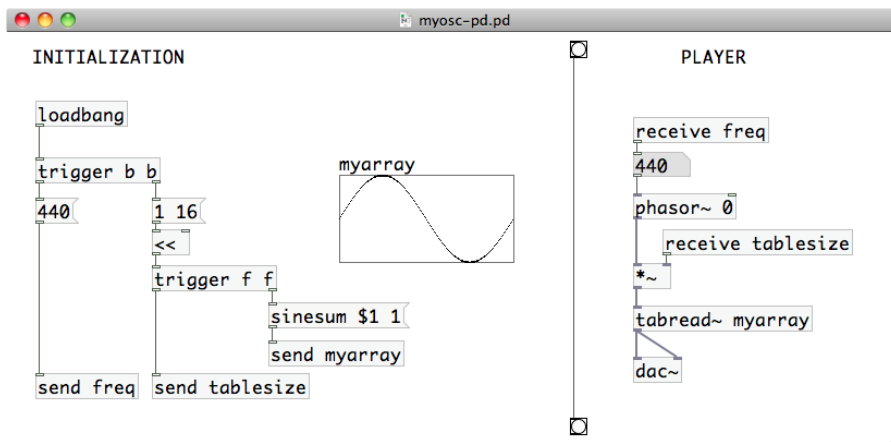 myosc-pd.pd
INITIALIZATION
loadbang
trigger b b
440
1 16
<<
trigger f f
sinesum $1 1
send myarray
send freq
send tablesize
myarray
PLAYER
receive freq
440
phasor~ 0
receive tablesize
*~
tabread~ myarray
dac~